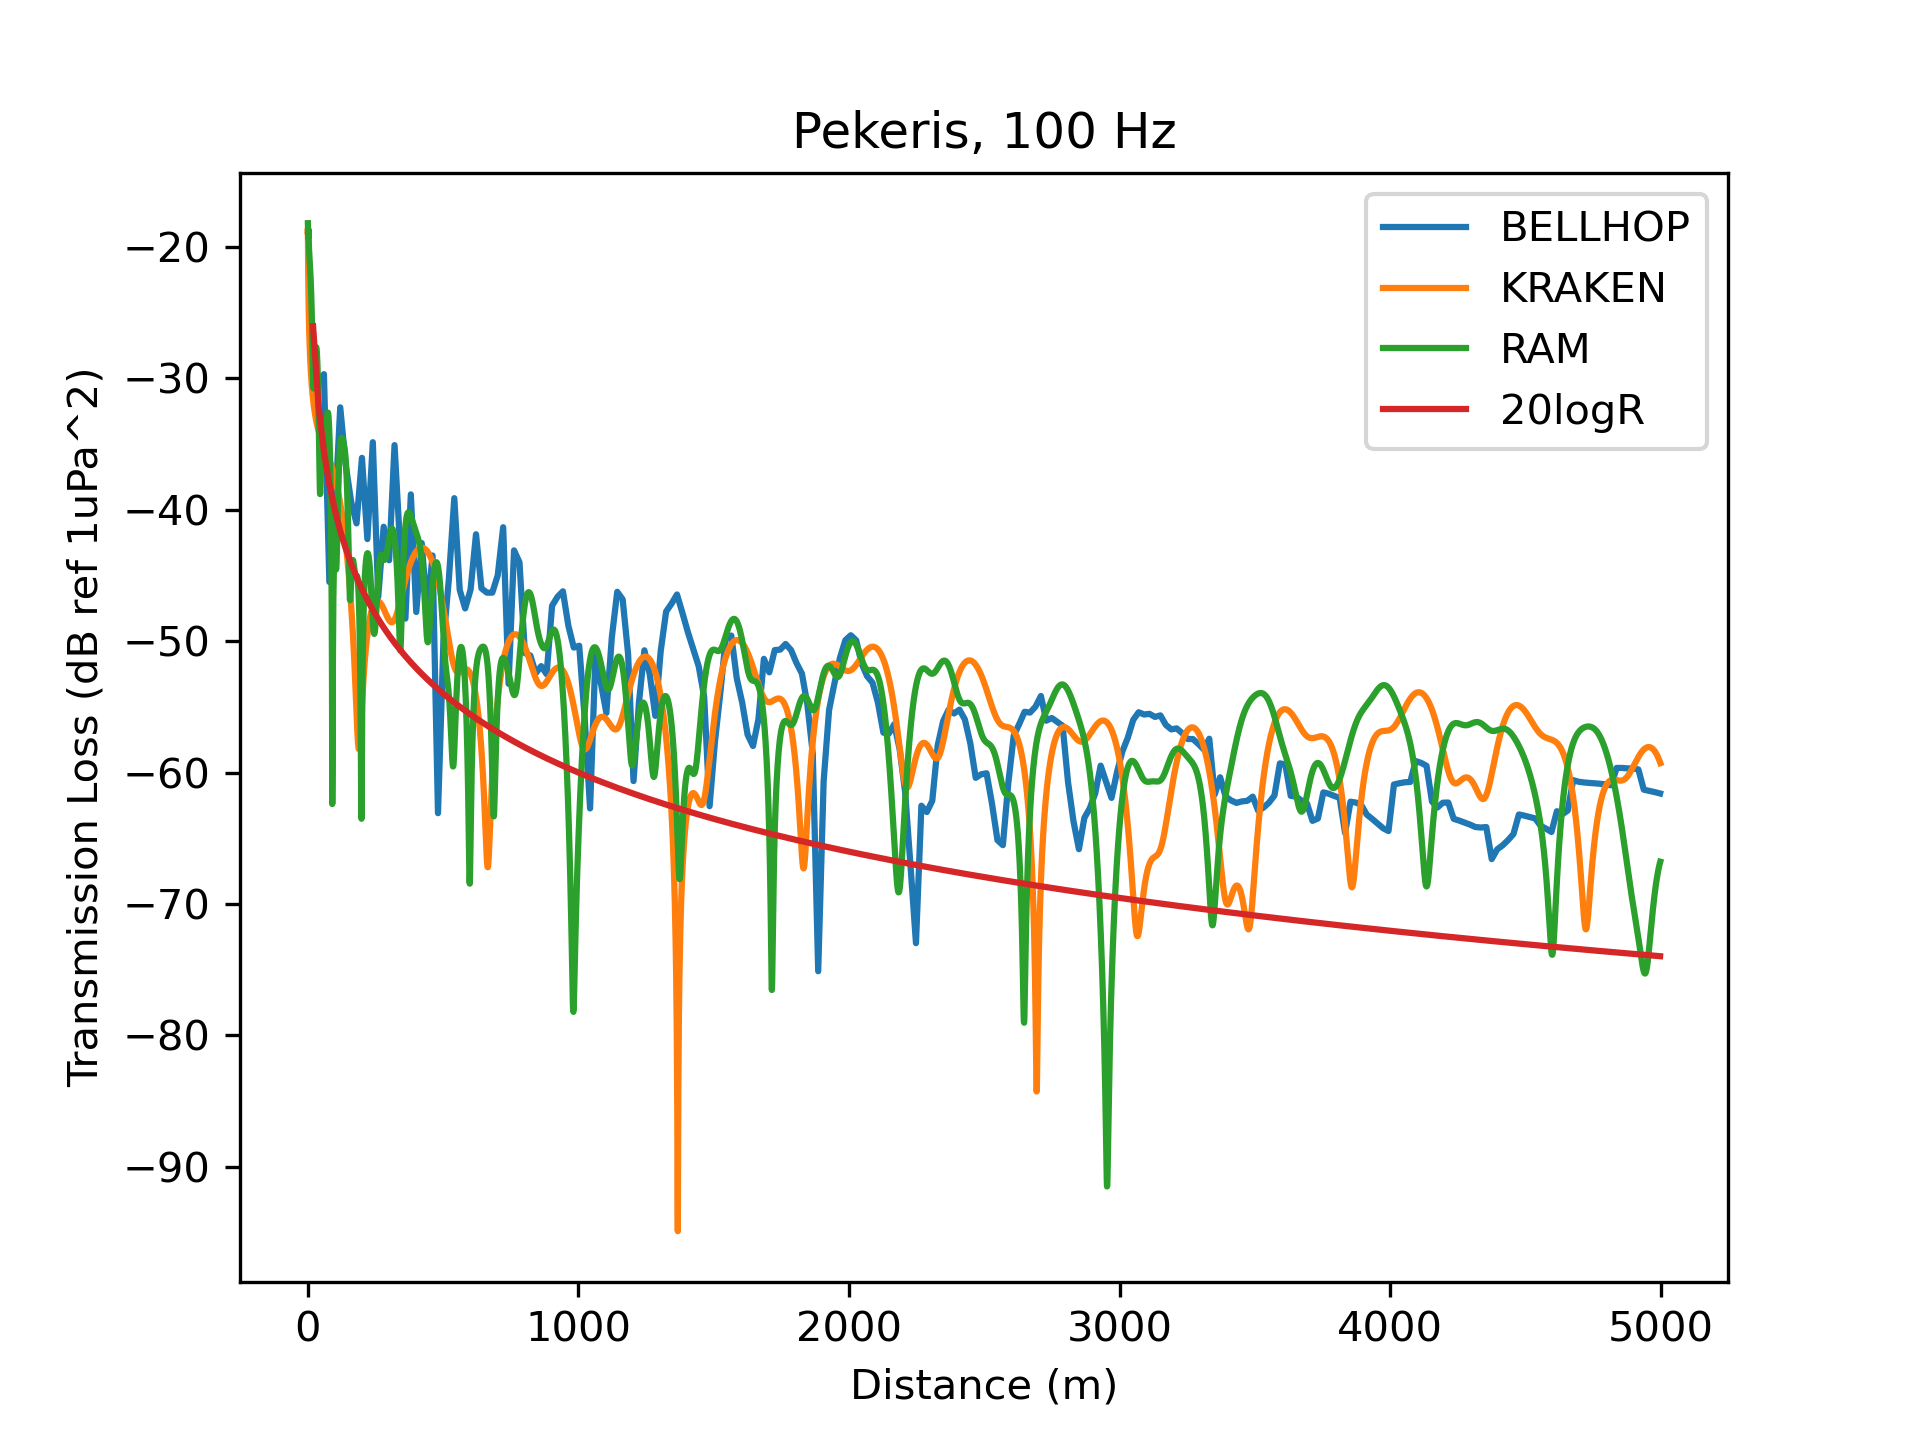 Pekeris, 100 Hz
BELLHOP
KRAKEN
RAM
20logR
Transmission Loss (dB ref 1uPa^2)
−20
−30
−40
−50
−60
−70
−80
−90
0 1000 2000 3000 4000 5000
Distance (m)